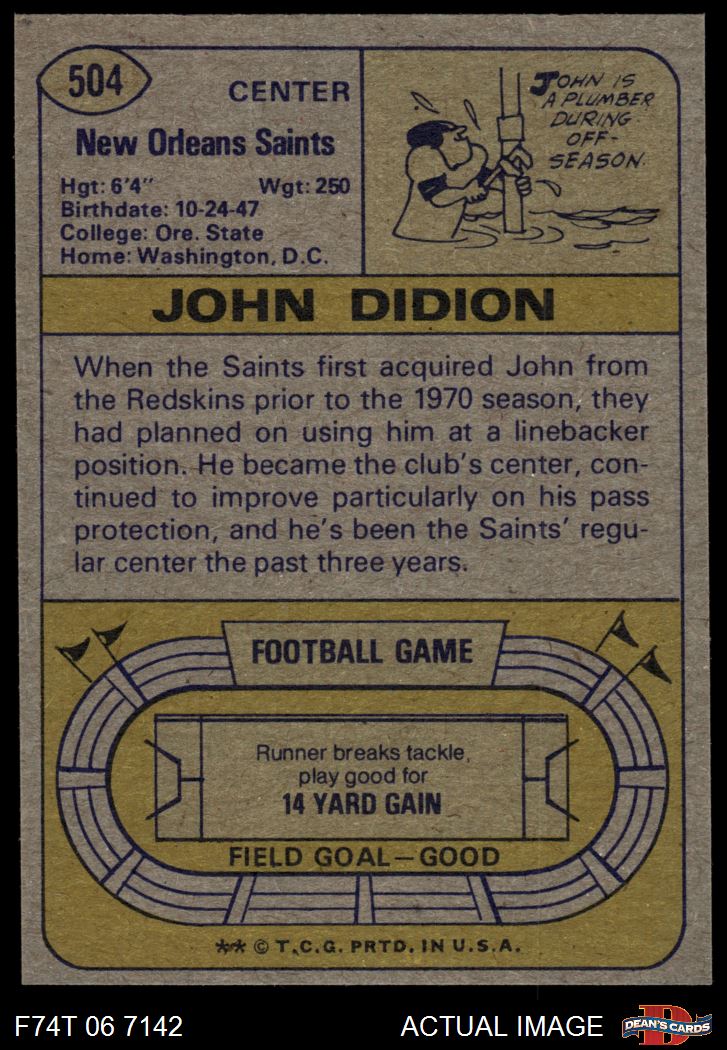 504
CENTER
New Orleans Saints
Hgt: 6'4" Wgt: 250
Birthdate: 10-24-47
College: Ore. State
Home: Washington, D.C.
JOHN IS
A PLUMBER
DURING
OFF-
SEASON.
JOHN DIDION
When the Saints first acquired John from
the Redskins prior to the 1970 season, they
had planned on using him at a linebacker
position. He became the club's center, con-
tinued to improve particularly on his pass
protection, and he's been the Saints' regu-
lar center the past three years.
FOOTBALL GAME
Runner breaks tackle,
play good for
14 YARD GAIN
FIELD GOAL—GOOD
** © T.C.G. PRTD. IN U.S.A.
F74T 06 7142 ACTUAL IMAGE
D
DEAN'S CARDS